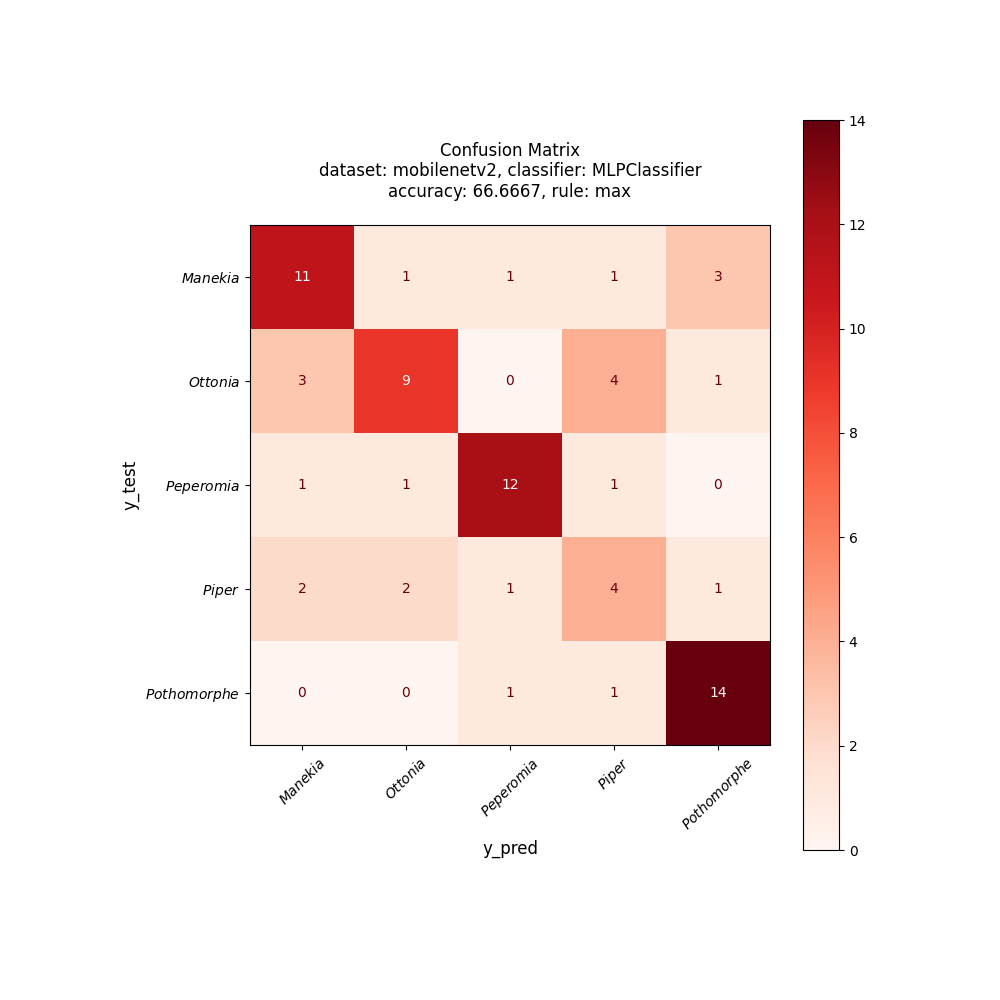 Confusion Matrix
dataset: mobilenetv2, classifier: MLPClassifier
accuracy: 66.6667, rule: max
y_test
Manekia 11 1 1 1 3
Ottonia 3 9 0 4 1
Peperomia 1 1 12 1 0
Piper 2 2 1 4 1
Pothomorphe 0 0 1 1 14
Manekia Ottonia Peperomia Piper Pothomorphe
y_pred
14
12
10
8
6
4
2
0